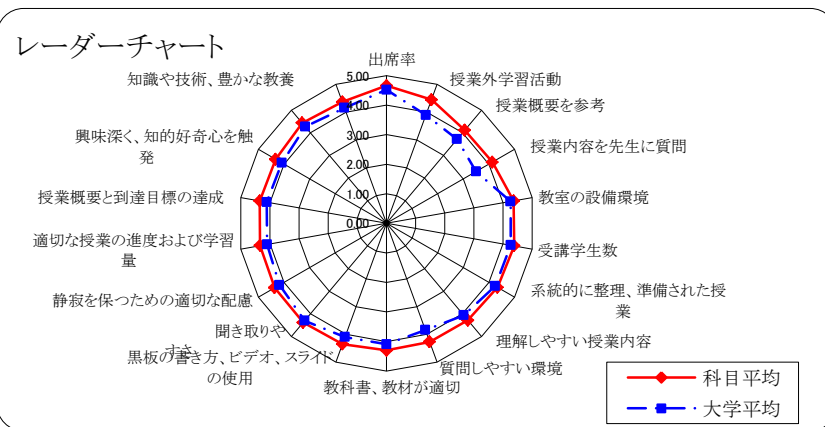 レーダーチャート
出席率
授業外学習活動
授業概要を参考
授業内容を先生に質問
教室の設備環境
受講学生数
系統的に整理、準備された授
業
理解しやすい授業内容
質問しやすい環境
教科書、教材が適切
黒板の書き方、ビデオ、スライド
の使用
聞き取りや
すさ
静寂を保つための適切な配慮
適切な授業の進度および学習
量
授業概要と到達目標の達成
興味深く、知的好奇心を触
発
知識や技術、豊かな教養
5.00
4.00
3.00
2.00
1.00
0.00
科目平均
大学平均